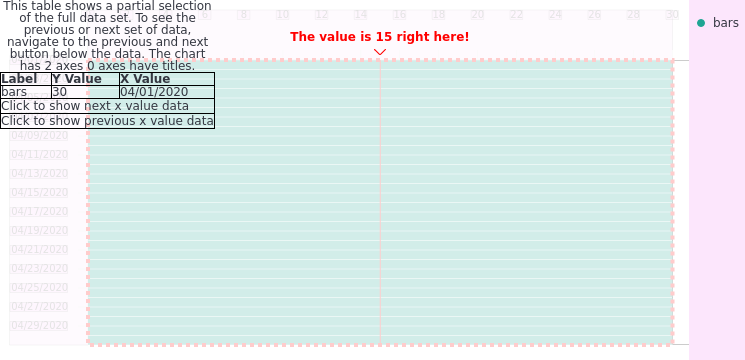 This table shows a partial selection
of the full data set. To see the
previous or next set of data,
navigate to the previous and next
button below the data. The chart
has 2 axes 0 axes have titles.
Label Y Value X Value
bars 30 04/01/2020
Click to show next x value data
Click to show previous x value data
6 8 10 12 14 16 18 20 22 24 26 28 30
The value is 15 right here!
bars
04/09/2020
04/11/2020
04/13/2020
04/15/2020
04/17/2020
04/19/2020
04/21/2020
04/23/2020
04/25/2020
04/27/2020
04/29/2020